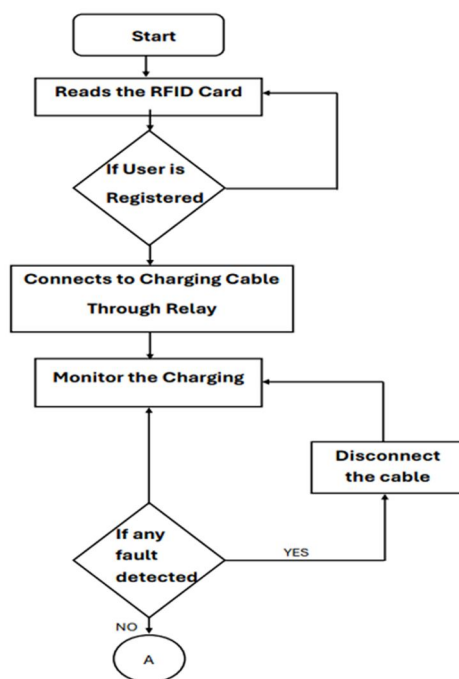 Start
Reads the RFID Card
If User is
Registered
Connects to Charging Cable
Through Relay
Monitor the Charging
Disconnect
the cable
If any
fault
detected
YES
NO
A